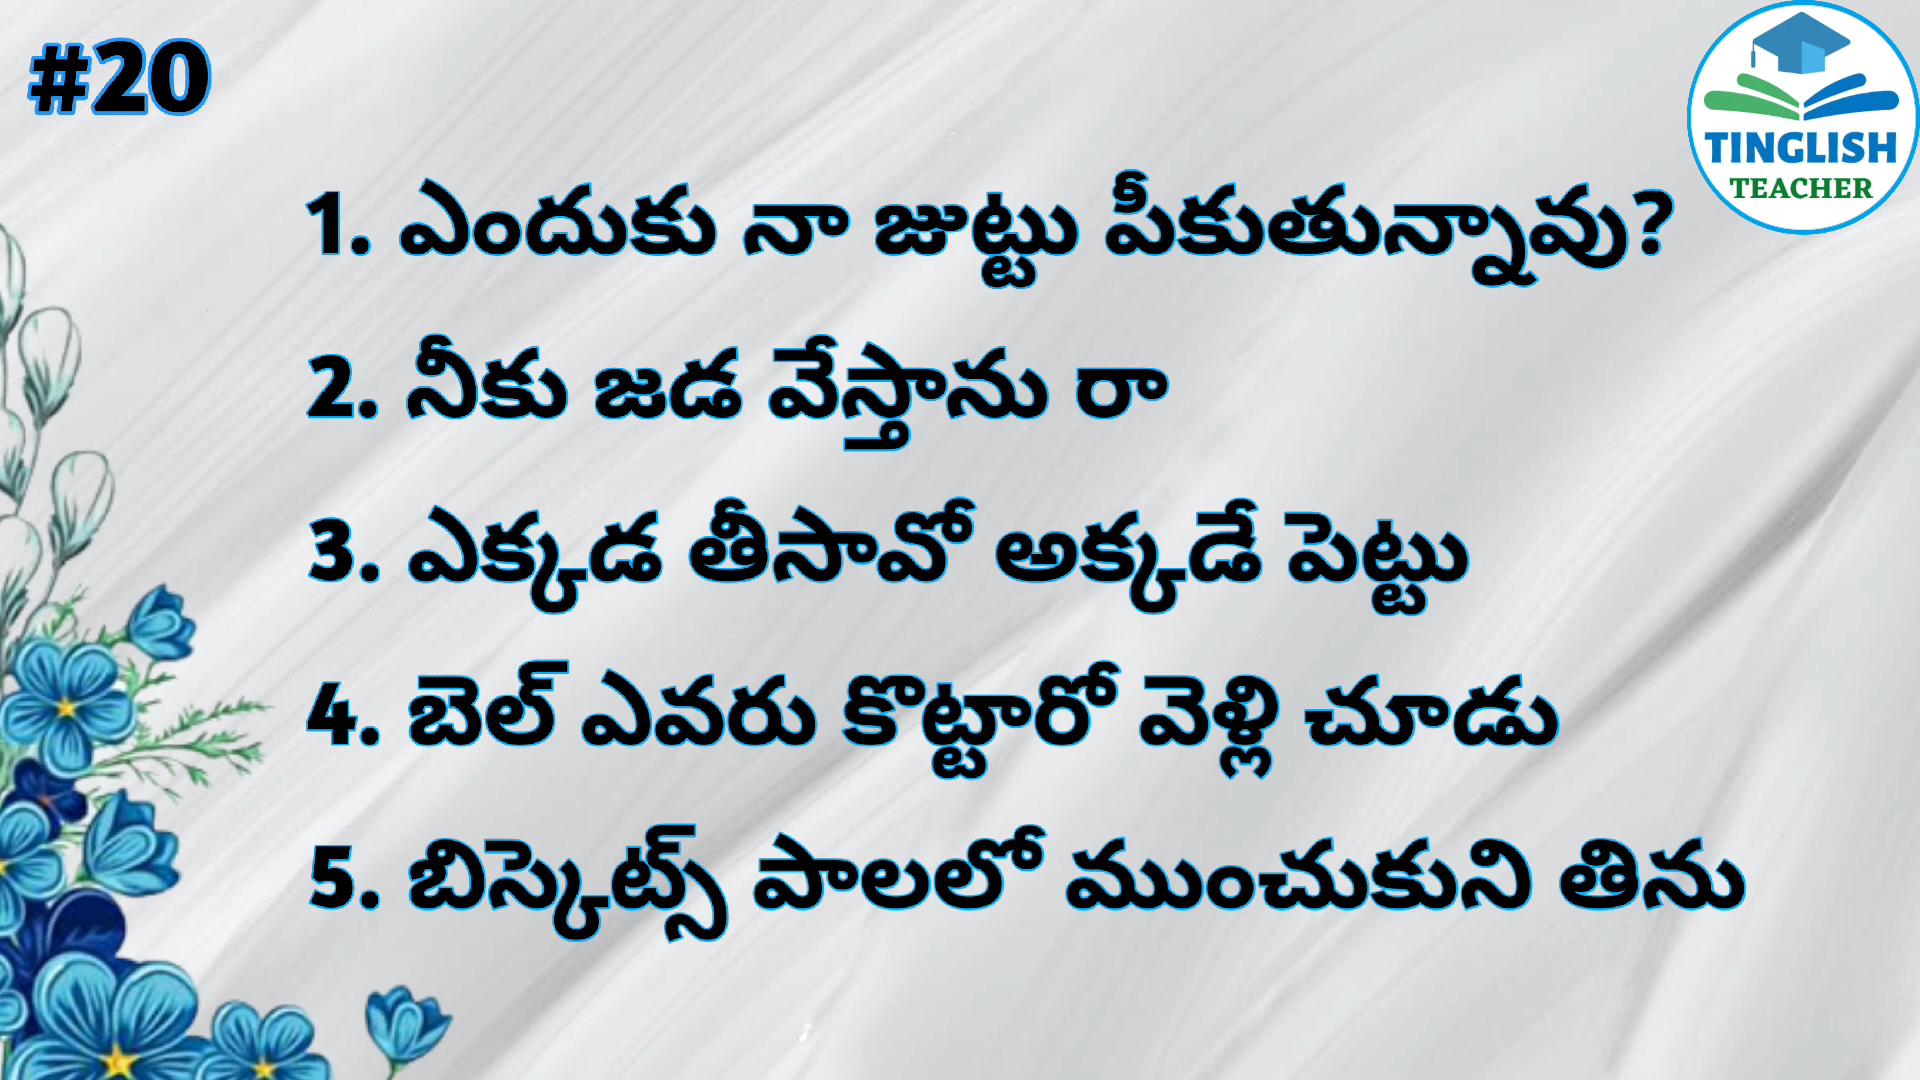 #20
TINGLISH
TEACHER
1. ఎందుకు నా జుట్టు పీకుతున్నావు?
2. నీకు జడ వేస్తాను రా
3. ఎక్కడ తీసావో అక్కడే పెట్టు
4. బెల్ ఎవరు కొట్టారో వెళ్లి చూడు
5. బిస్కెట్స్ పాలలో ముంచుకుని తిను